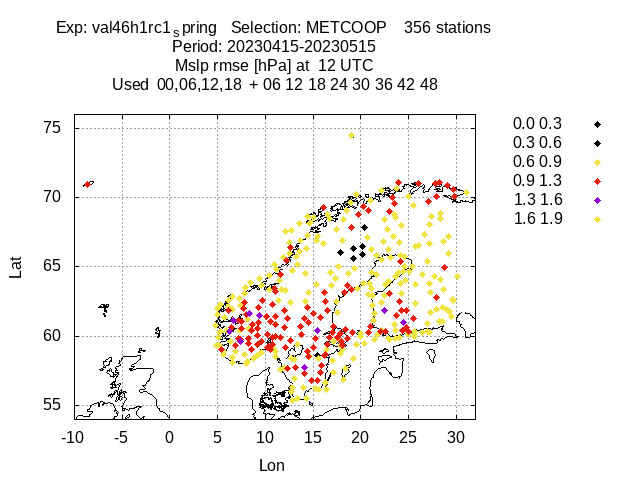 Exp: val46h1rc1spring Selection: METCOOP 356 stations
Period: 20230415-20230515
Mslp rmse [hPa] at 12 UTC
Used 00,06,12,18 + 06 12 18 24 30 36 42 48
75
70
65
60
55
Lat
-10 -5 0 5 10 15 20 25 30
Lon
0.0 0.3
0.3 0.6
0.6 0.9
0.9 1.3
1.3 1.6
1.6 1.9